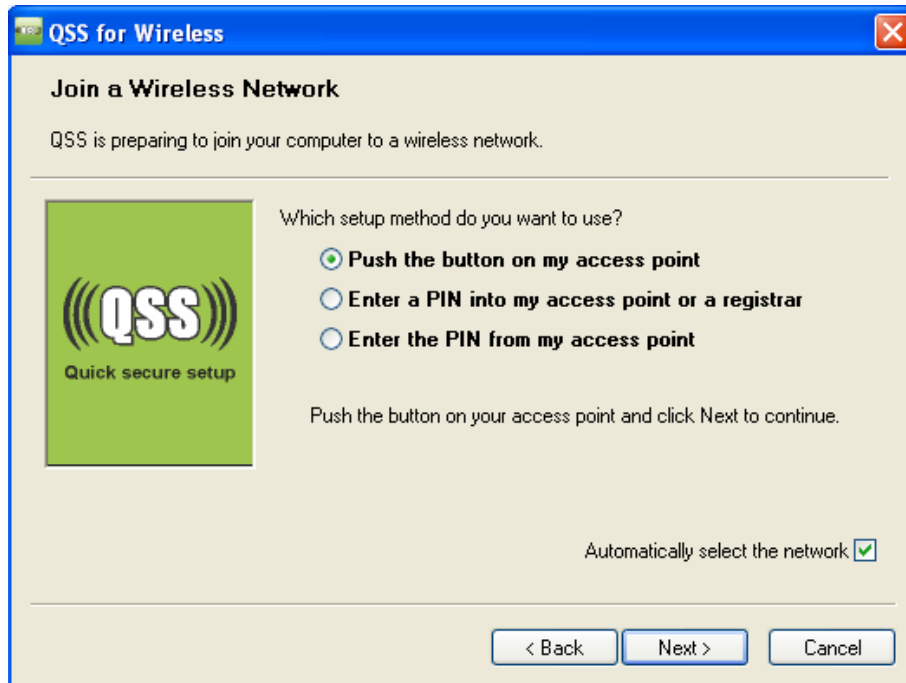 QSS for Wireless
Join a Wireless Network
QSS is preparing to join your computer to a wireless network.
Which setup method do you want to use?
Push the button on my access point
Enter a PIN into my access point or a registrar
Enter the PIN from my access point
(((QSS)))
Quick secure setup
Push the button on your access point and click Next to continue.
Automatically select the network
< Back
Next >
Cancel